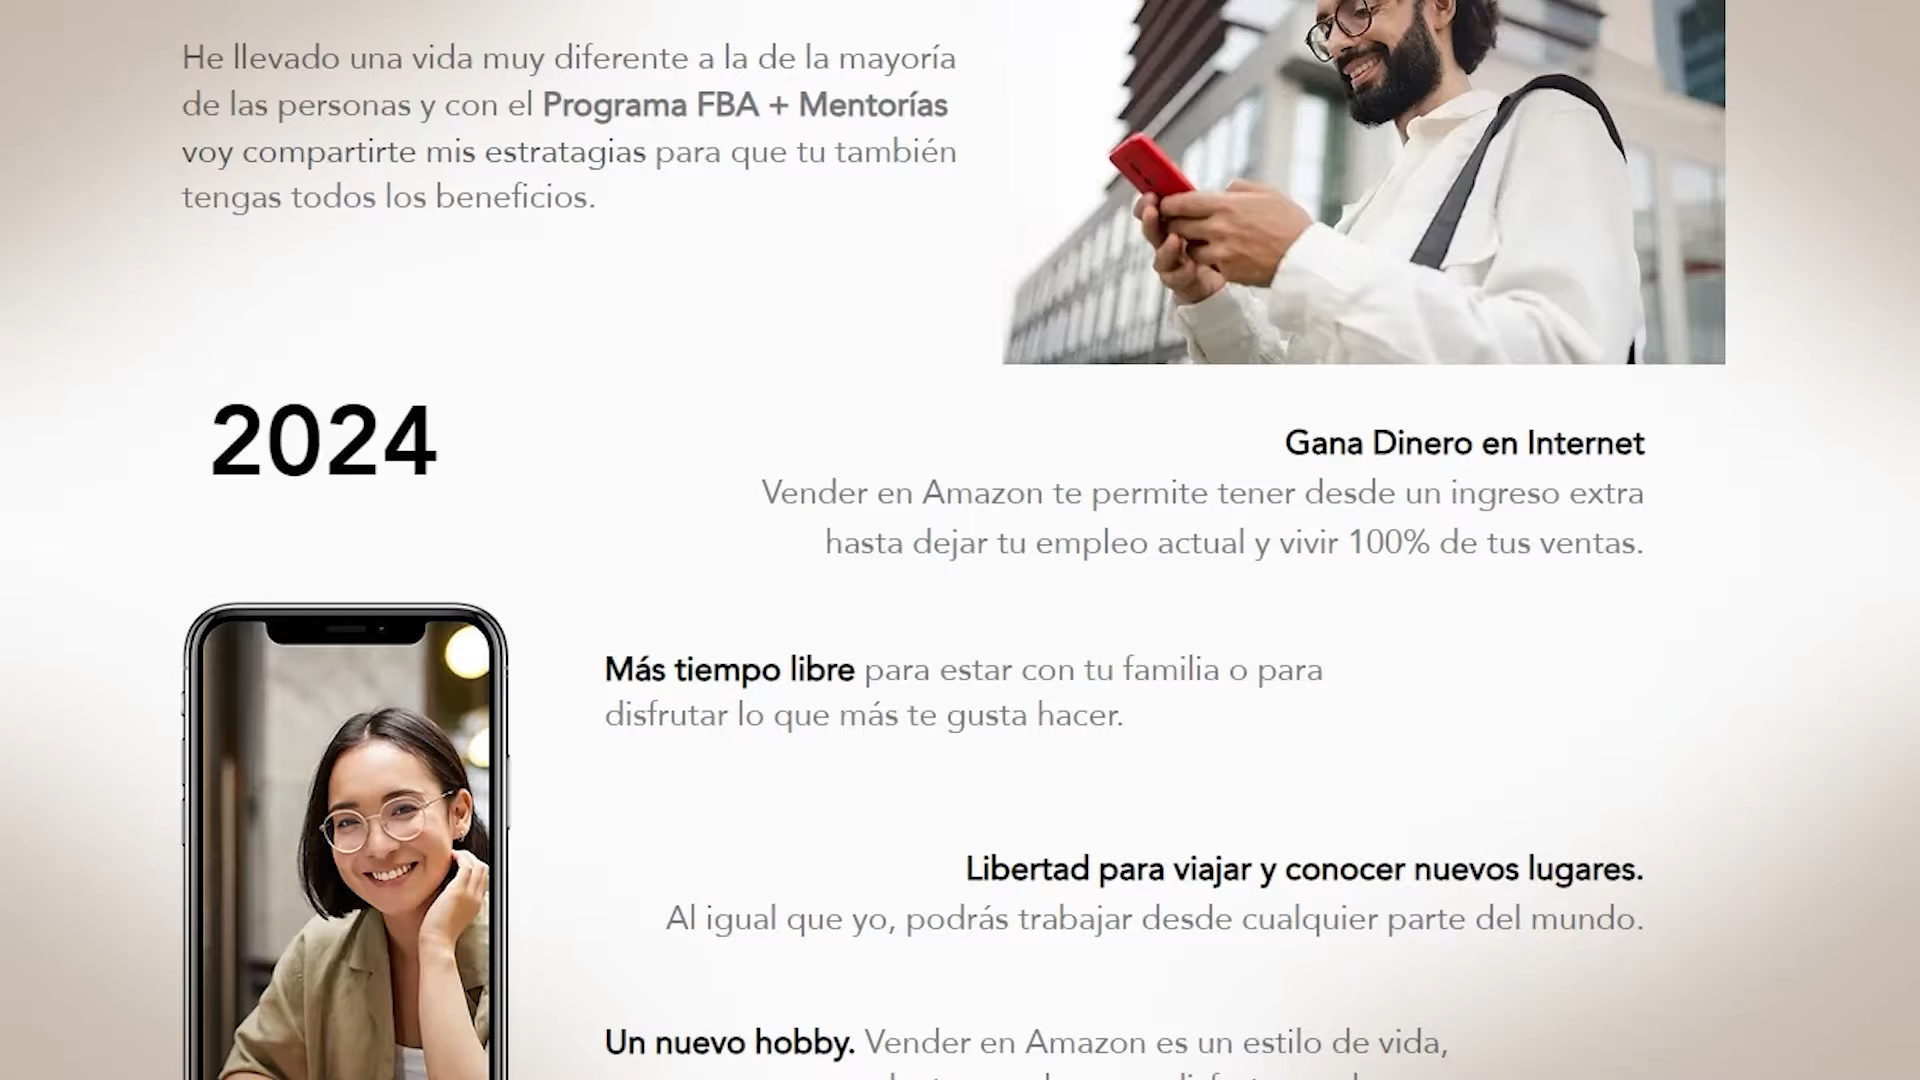 He llevado una vida muy diferente a la de la mayoría
de las personas y con el Programa FBA + Mentorías
voy compartirte mis estratagias para que tu también
tengas todos los beneficios.
2024
Gana Dinero en Internet
Vender en Amazon te permite tener desde un ingreso extra
hasta dejar tu empleo actual y vivir 100% de tus ventas.
Más tiempo libre para estar con tu familia o para
disfrutar lo que más te gusta hacer.
Libertad para viajar y conocer nuevos lugares.
Al igual que yo, podrás trabajar desde cualquier parte del mundo.
Un nuevo hobby. Vender en Amazon es un estilo de vida,